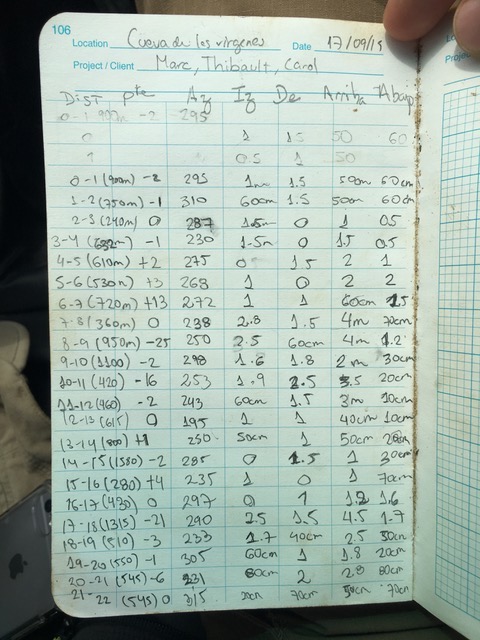 106
Location Cueva de los virgenes Date 17/09/19
Project / Client Marc, Thibault, Carol
DIST pte Az Iz De Arriba Abajo
0-1 900m -2 295
0 1 1.5 50 60
1 0.5 1 50
0-1 (900m) -2 295 1m 1.5 50cm 60cm
1-2 (750m) -1 310 60cm 1.5 50cm 60cm
2-3 (240m) 0 287 1.5m 0 1 0.5
3-4 (632m) -1 230 1-5m 0 1.5 0.5
4-5 (610m) +2 275 0 1.5 2 1
5-6 (530m) +3 268 1 0 2 2
6-7 (720m) +13 272 1 1 60cm 1.5
7-8 (360m) 0 238 2.8 1.5 4m 70cm
8-9 (950m) -25 250 2.5 60cm 4m 1.2
9-10 (1100) -2 298 1.6 1.8 2m 30cm
10-11 (420) -16 253 1.9 2.5 3.5 20cm
11-12 (460) -2 243 60cm 1.5 3m 10cm
12-13 (615) 0 195 1 1 40cm 10cm
13-14 (800) +1 250 50cm 1 50cm 20cm
14-15 (1580) -2 285 0 1.5 1 30cm
15-16 (280) +4 235 1 0 1 70cm
16-17 (430) 0 297 0 1 1.2 1.6
17-18 (1315) -21 290 2.5 1.5 4.5 1.7
18-19 (510) -3 233 1.7 40cm 2.5 50cm
19-20 (550) -1 305 60cm 1 1.8 20cm
20-21 (545) -6 231 80cm 2 2.8 80cm
21-22 (545) 0 315 70cm 50cm 70cm